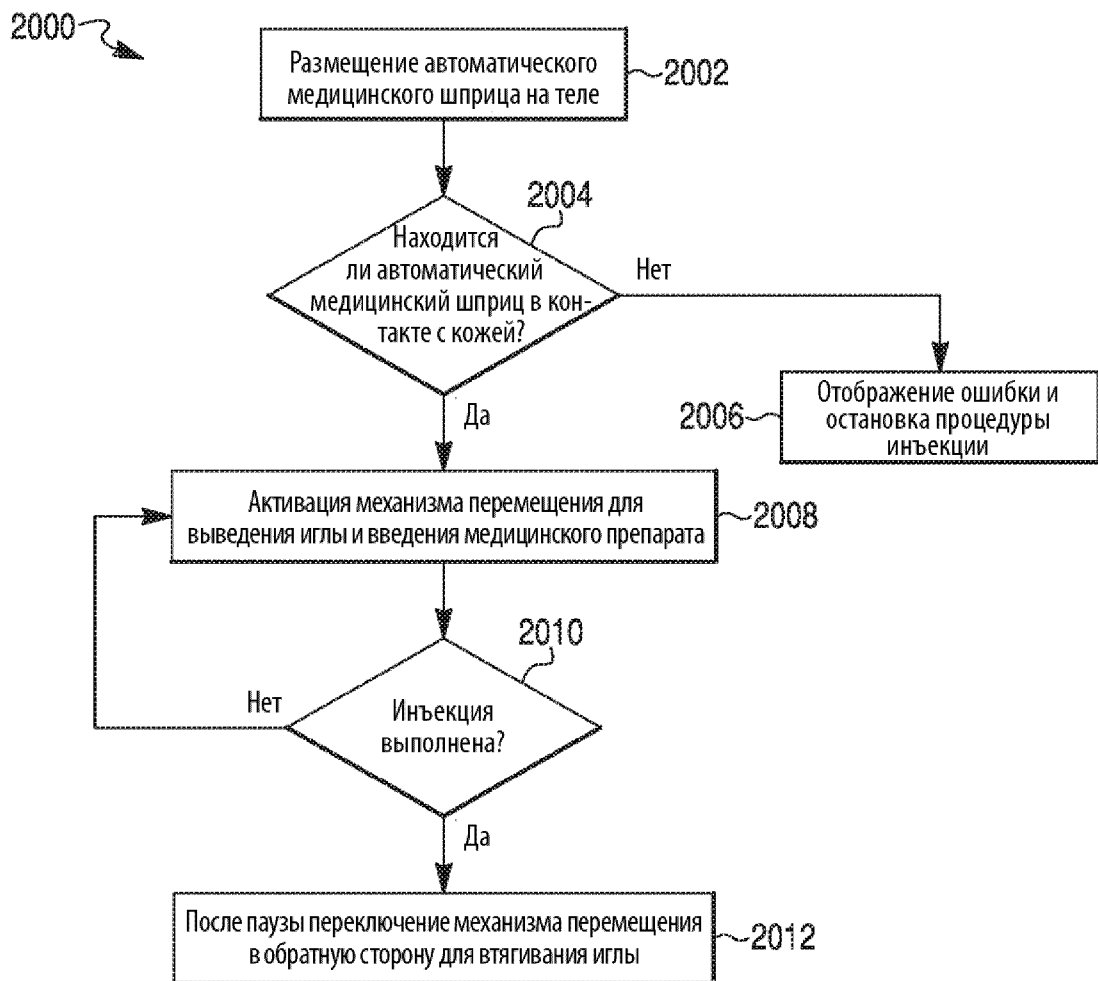 2000
Размещение автоматического
медицинского шприца на теле
2002
2004
Находится
ли автоматический
медицинский шприц в кон-
такте с кожей?
Нет
Отображение ошибки и
остановка процедуры
инъекции
2006
Да
Активация механизма перемещения для
выведения иглы и введения медицинского препарата
2008
2010
Нет
Инъекция
выполнена?
Да
После паузы переключение механизма перемещения
в обратную сторону для втягивания иглы
2012